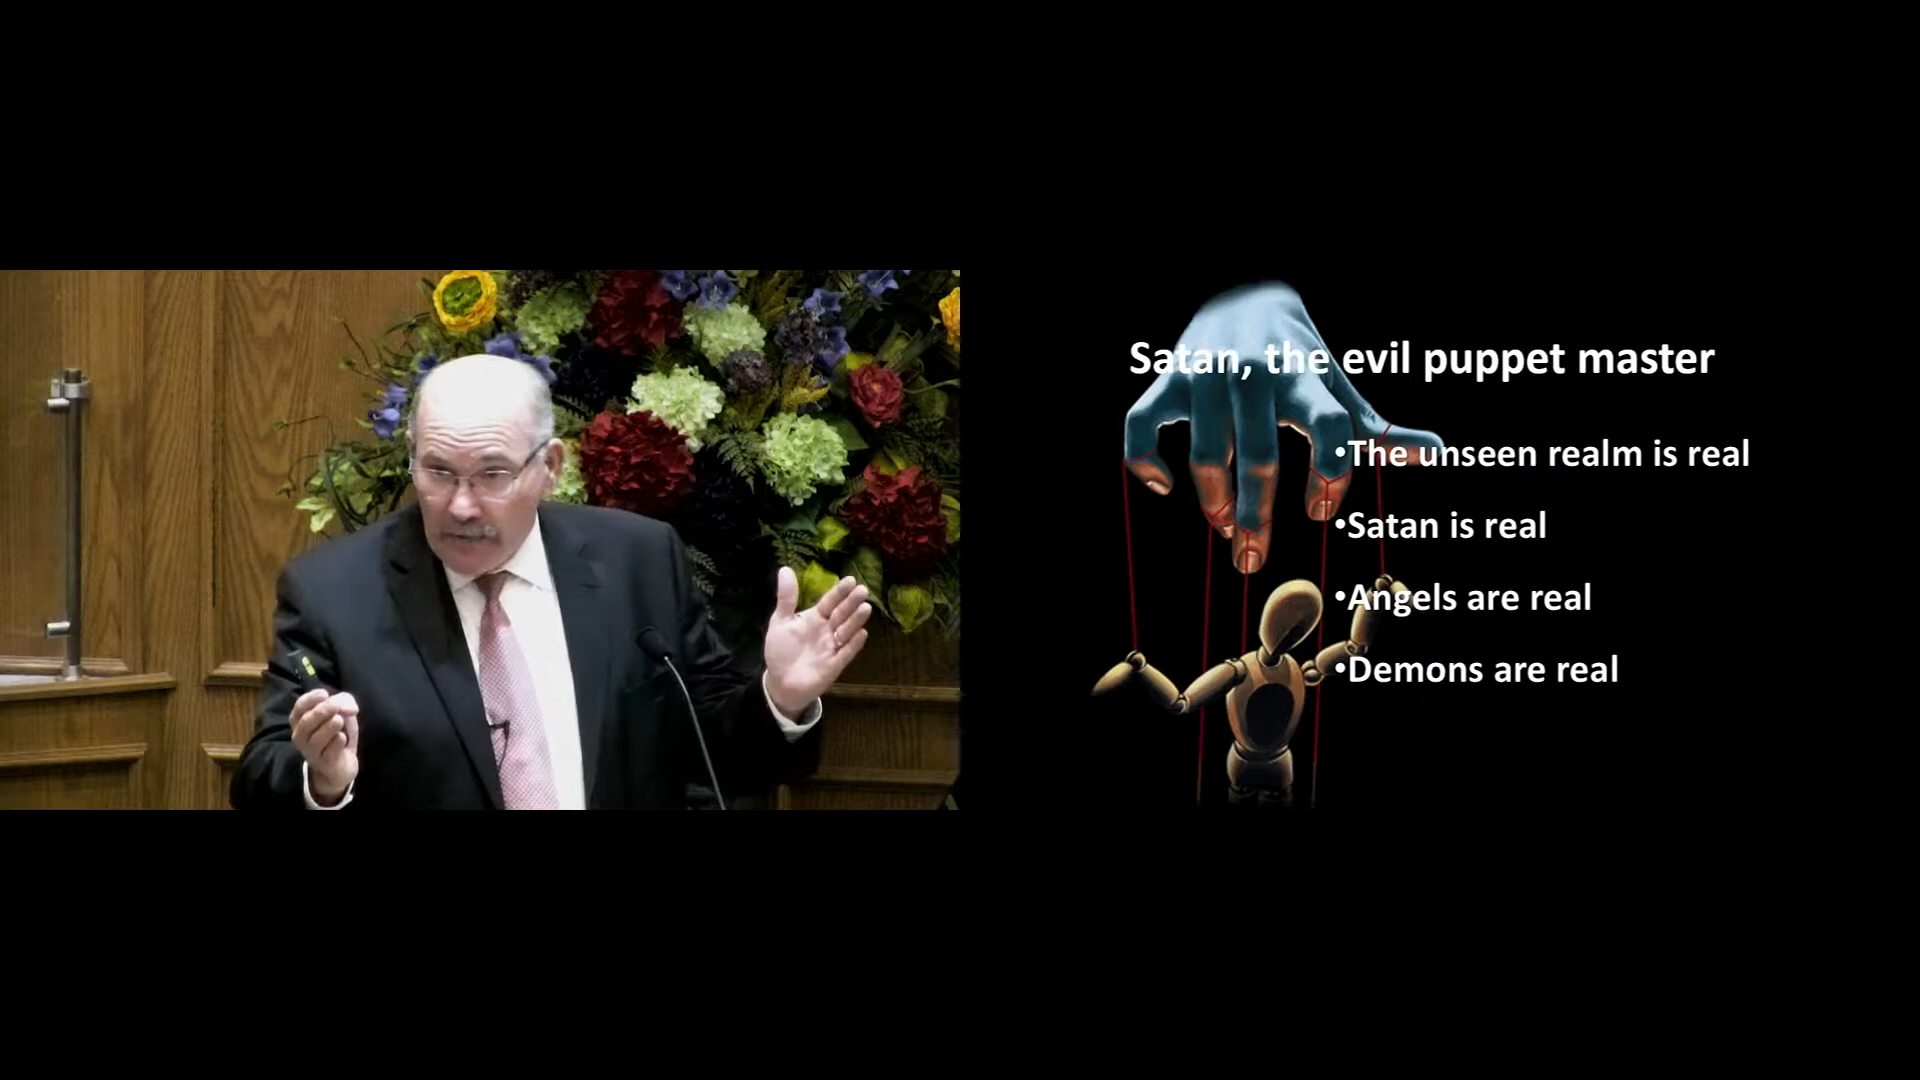 Satan, the evil puppet master
•The unseen realm is real
•Satan is real
•Angels are real
•Demons are real